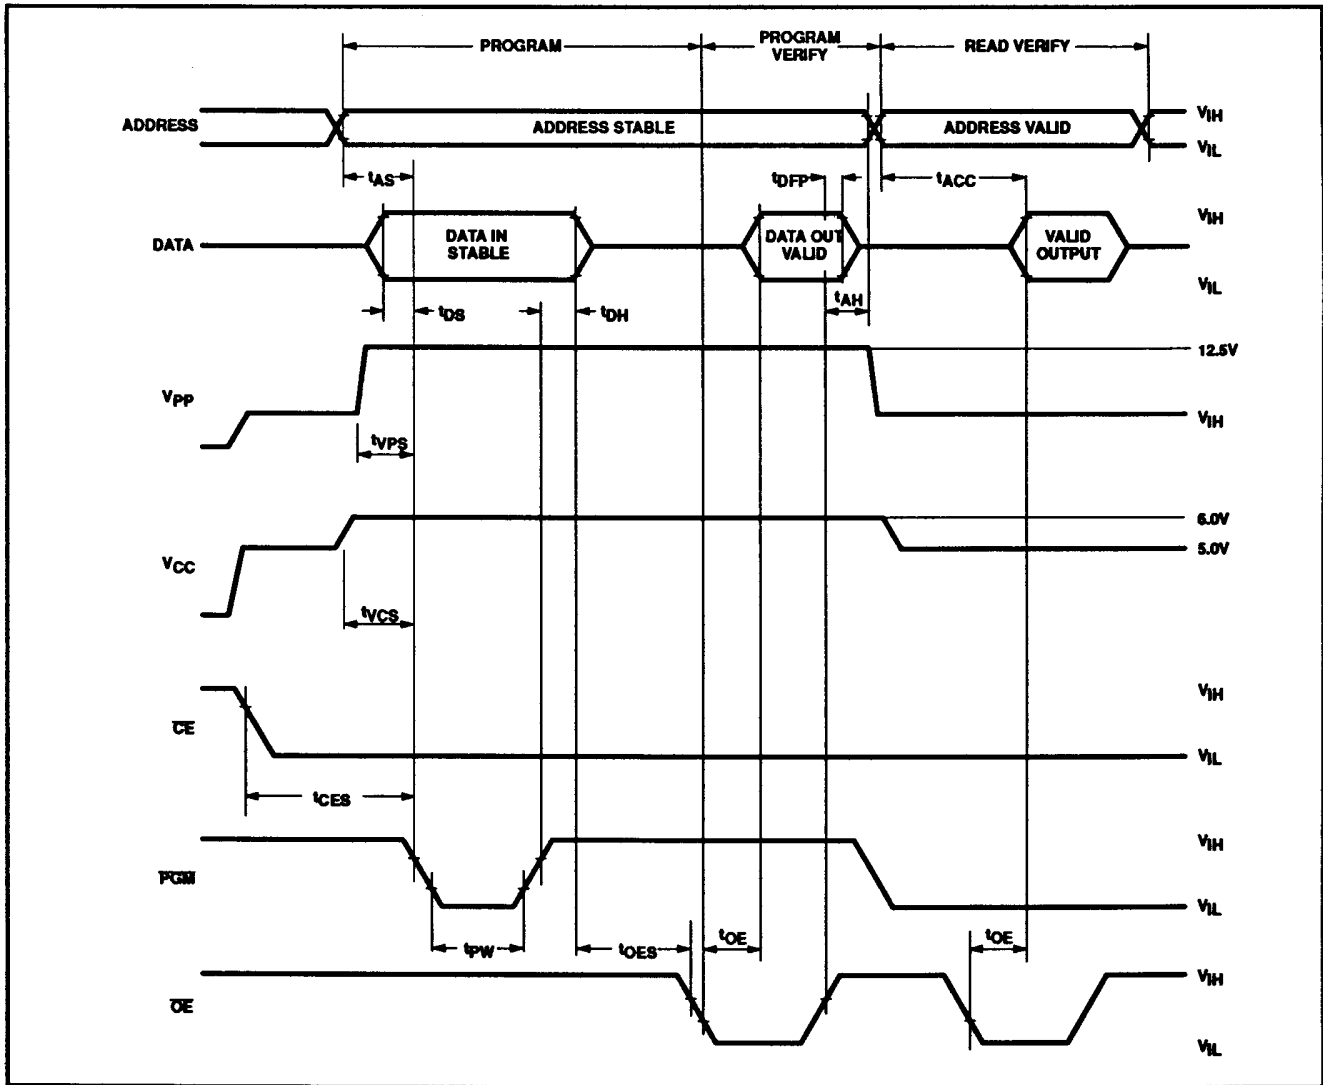 PROGRAM
PROGRAM
VERIFY
READ VERIFY
ADDRESS
ADDRESS STABLE
ADDRESS VALID
VIH
VIL
tAS
tDFP
tACC
DATA
DATA IN
STABLE
DATA OUT
VALID
VALID
OUTPUT
VIH
VIL
tDS
tDH
tAH
VPP
12.5V
VIH
tVPS
VCC
6.0V
5.0V
tVCS
CE
VIH
VIL
tCES
PGM
VIH
VIL
tPW
tOES
tOE
tOE
OE
VIH
VIL